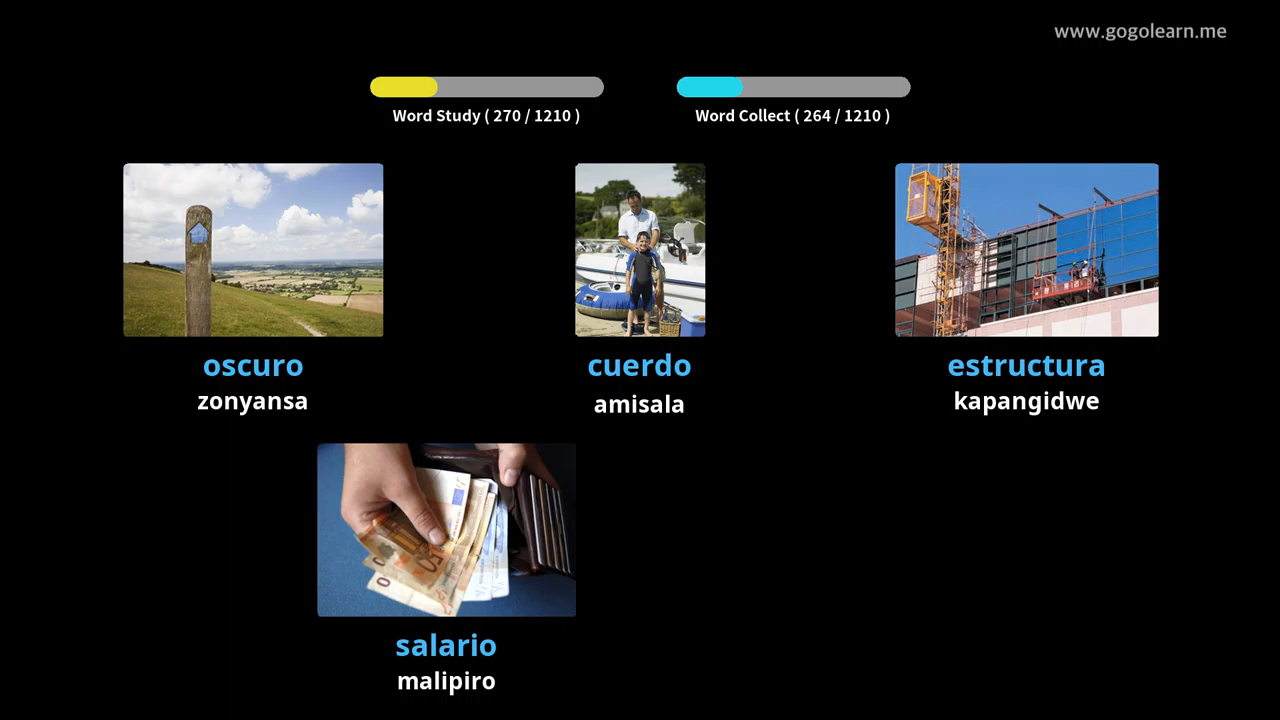 www.gogolearn.me
Word Study ( 270 / 1210 )
Word Collect ( 264 / 1210 )
oscuro
zonyansa
cuerdo
amisala
estructura
kapangidwe
salario
malipiro